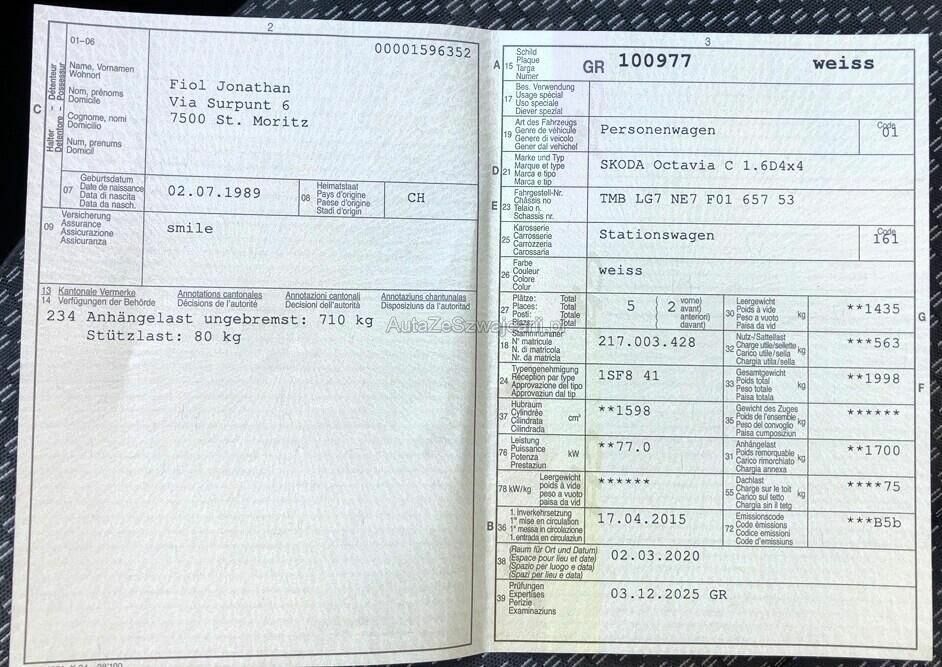 2
00001596352
01-06
Détenteur Possesseur
Halter Detentore
C
Name, Vornamen
Wohnort
Nom, prénoms
Domicile
Cognome, nomi
Domicilio
Num, prenums
Domicil
Fiol Jonathan
Via Surpunt 6
7500 St. Moritz
07
Geburtsdatum
Date de naissance
Data di nascita
Data da nasch.
02.07.1989
08
Heimatstaat
Pays d'origine
Paese d'origine
Stadi d'origin
CH
09
Versicherung
Assurance
Assicurazione
Assicuranza
smile
13 Kantonale Vermerke Annotations cantonales Annotazioni cantonali Annotaziuns chantunalas
14 Verfügungen der Behörde Décisions de l'autorité Decisioni dell'autorità Disposiziuns da l'autoritad
234 Anhängelast ungebremst: 710 kg
Stützlast: 80 kg
AutaZeSzwajcarii.pl
3
A 15
Schild
Plaque
Targa
Numer
GR 100977 weiss
17
Bes. Verwendung
Usage spécial
Uso speciale
Diever spezial
19
Art des Fahrzeugs
Genre de véhicule
Genere di veicolo
Gener dal vehichel
Personenwagen
Code
01
D 21
Marke und Typ
Marque et type
Marca e tipo
Marca e tip
SKODA Octavia C 1.6D4x4
E 23
Fahrgestell-Nr.
Châssis no
Telaio n.
Schassis nr.
TMB LG7 NE7 F01 657 53
25
Karosserie
Carrosserie
Carrozzeria
Carossaria
Stationswagen
Code
161
26
Farbe
Couleur
Colore
Colur
weiss
27
Plätze: Total
Places: Total
Posti: Totale
Total
5 ( 2 vorne)
avant)
anteriori)
davant)
30
Leergewicht
Poids à vide
Peso a vuoto
Paisa da vid
kg
**1435
G
18
Stammnummer
N° matricule
N. di matricola
Nr. da matricla
217.003.428
32
Nutz-/Sattellast
Charge utile/sellette
Carico utile/sella
Chargia utila/sella
kg
***563
24
Typengenehmigung
Réception par type
Approvazione del tipo
Approvaziun dal tip
1SF8 41
33
Gesamtgewicht
Poids total
Peso totale
Paisa totala
kg
**1998
F
37
Hubraum
Cylindrée
Cilindrata
Cilindrada
cm³
**1598
35
Gewicht des Zuges
Poids de l'ensemble
Peso del convoglio
Paisa cumposiziun
kg
******
76
Leistung
Puissance
Potenza
Prestaziun
kW
**77.0
31
Anhängelast
Poids remorquable
Carico rimorchiato
Chargia annexa
kg
**1700
78 kW/kg
Leergewicht
poids à vide
peso a vuoto
paisa da vid
******
55
Dachlast
Charge sur le toit
Carico sul tetto
Chargia sin il tetg
kg
****75
B 36
1. Inverkehrsetzung
1re mise en circulation
1a messa in circolazione
1. entrada en circulaziun
17.04.2015
72
Emissionscode
Code émissions
Codice emissioni
Code d'emissiuns
***B5b
38
(Raum für Ort und Datum)
(Espace pour lieu et date)
(Spazio per luogo e data)
(Spazi per lieu e data)
02.03.2020
39
Prüfungen
Expertises
Perizie
Examinaziuns
03.12.2025 GR